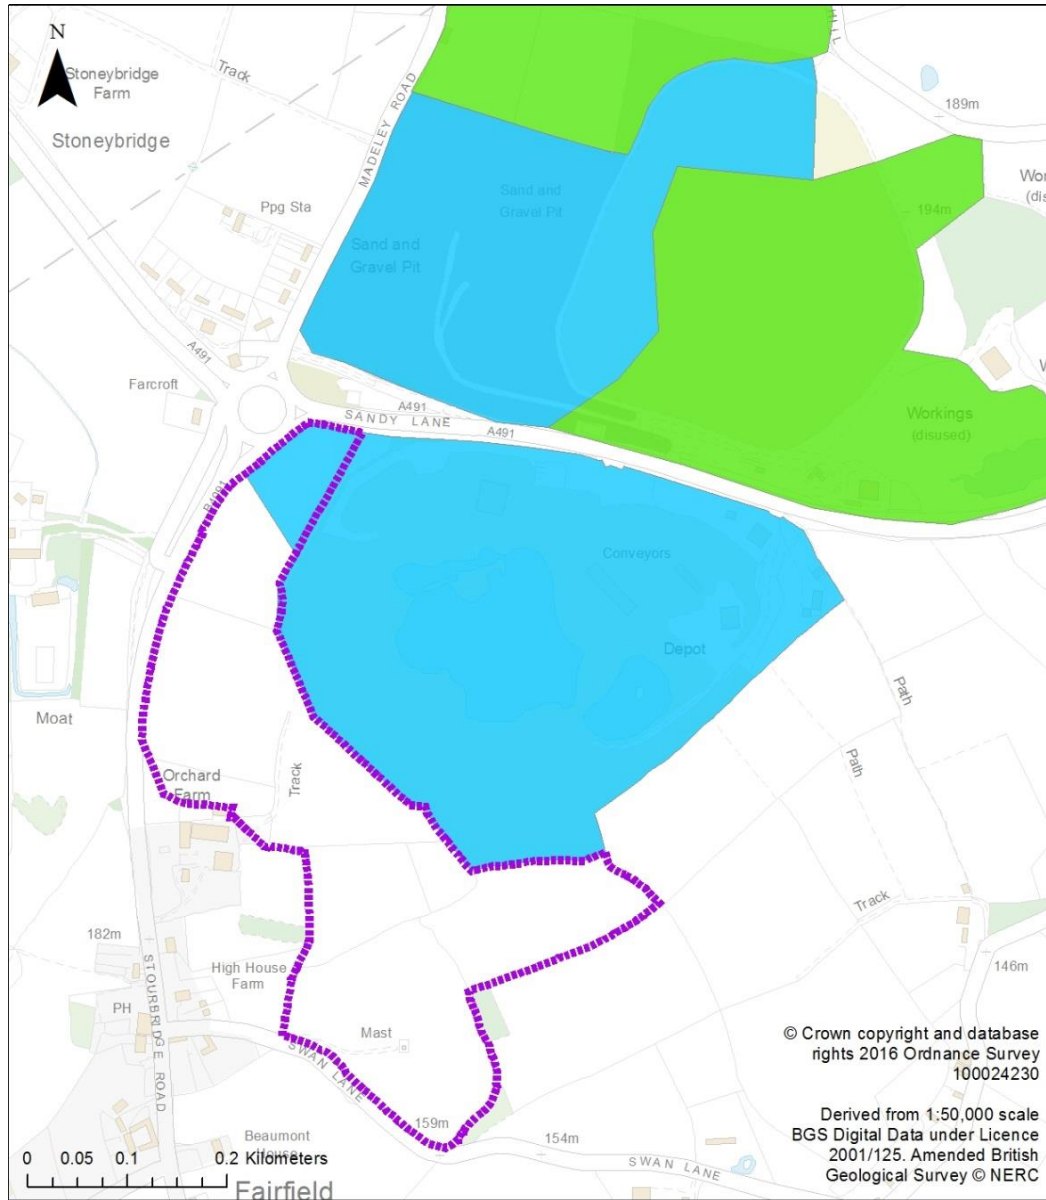 N
Stoneybridge
Farm
Stoneybridge
Track
MADELEY ROAD
HILL
189m
Sand and
Gravel Pit
194m
Ppg Sta
Sand and
Gravel Pit
A491
Farcroft
A491
SANDY LANE
A491
Workings
(disused)
B4091
Conveyors
Depot
Path
Path
Moat
Orchard
Farm
Track
Track
182m
High House
Farm
146m
PH
STOURBRIDGE ROAD
Mast
SWAN LANE
159m
154m
SWAN LANE
Beaumont
House
Fairfield
0 0.05 0.1 0.2 Kilometers
© Crown copyright and database
rights 2016 Ordnance Survey
100024230
Derived from 1:50,000 scale
BGS Digital Data under Licence
2001/125. Amended British
Geological Survey © NERC